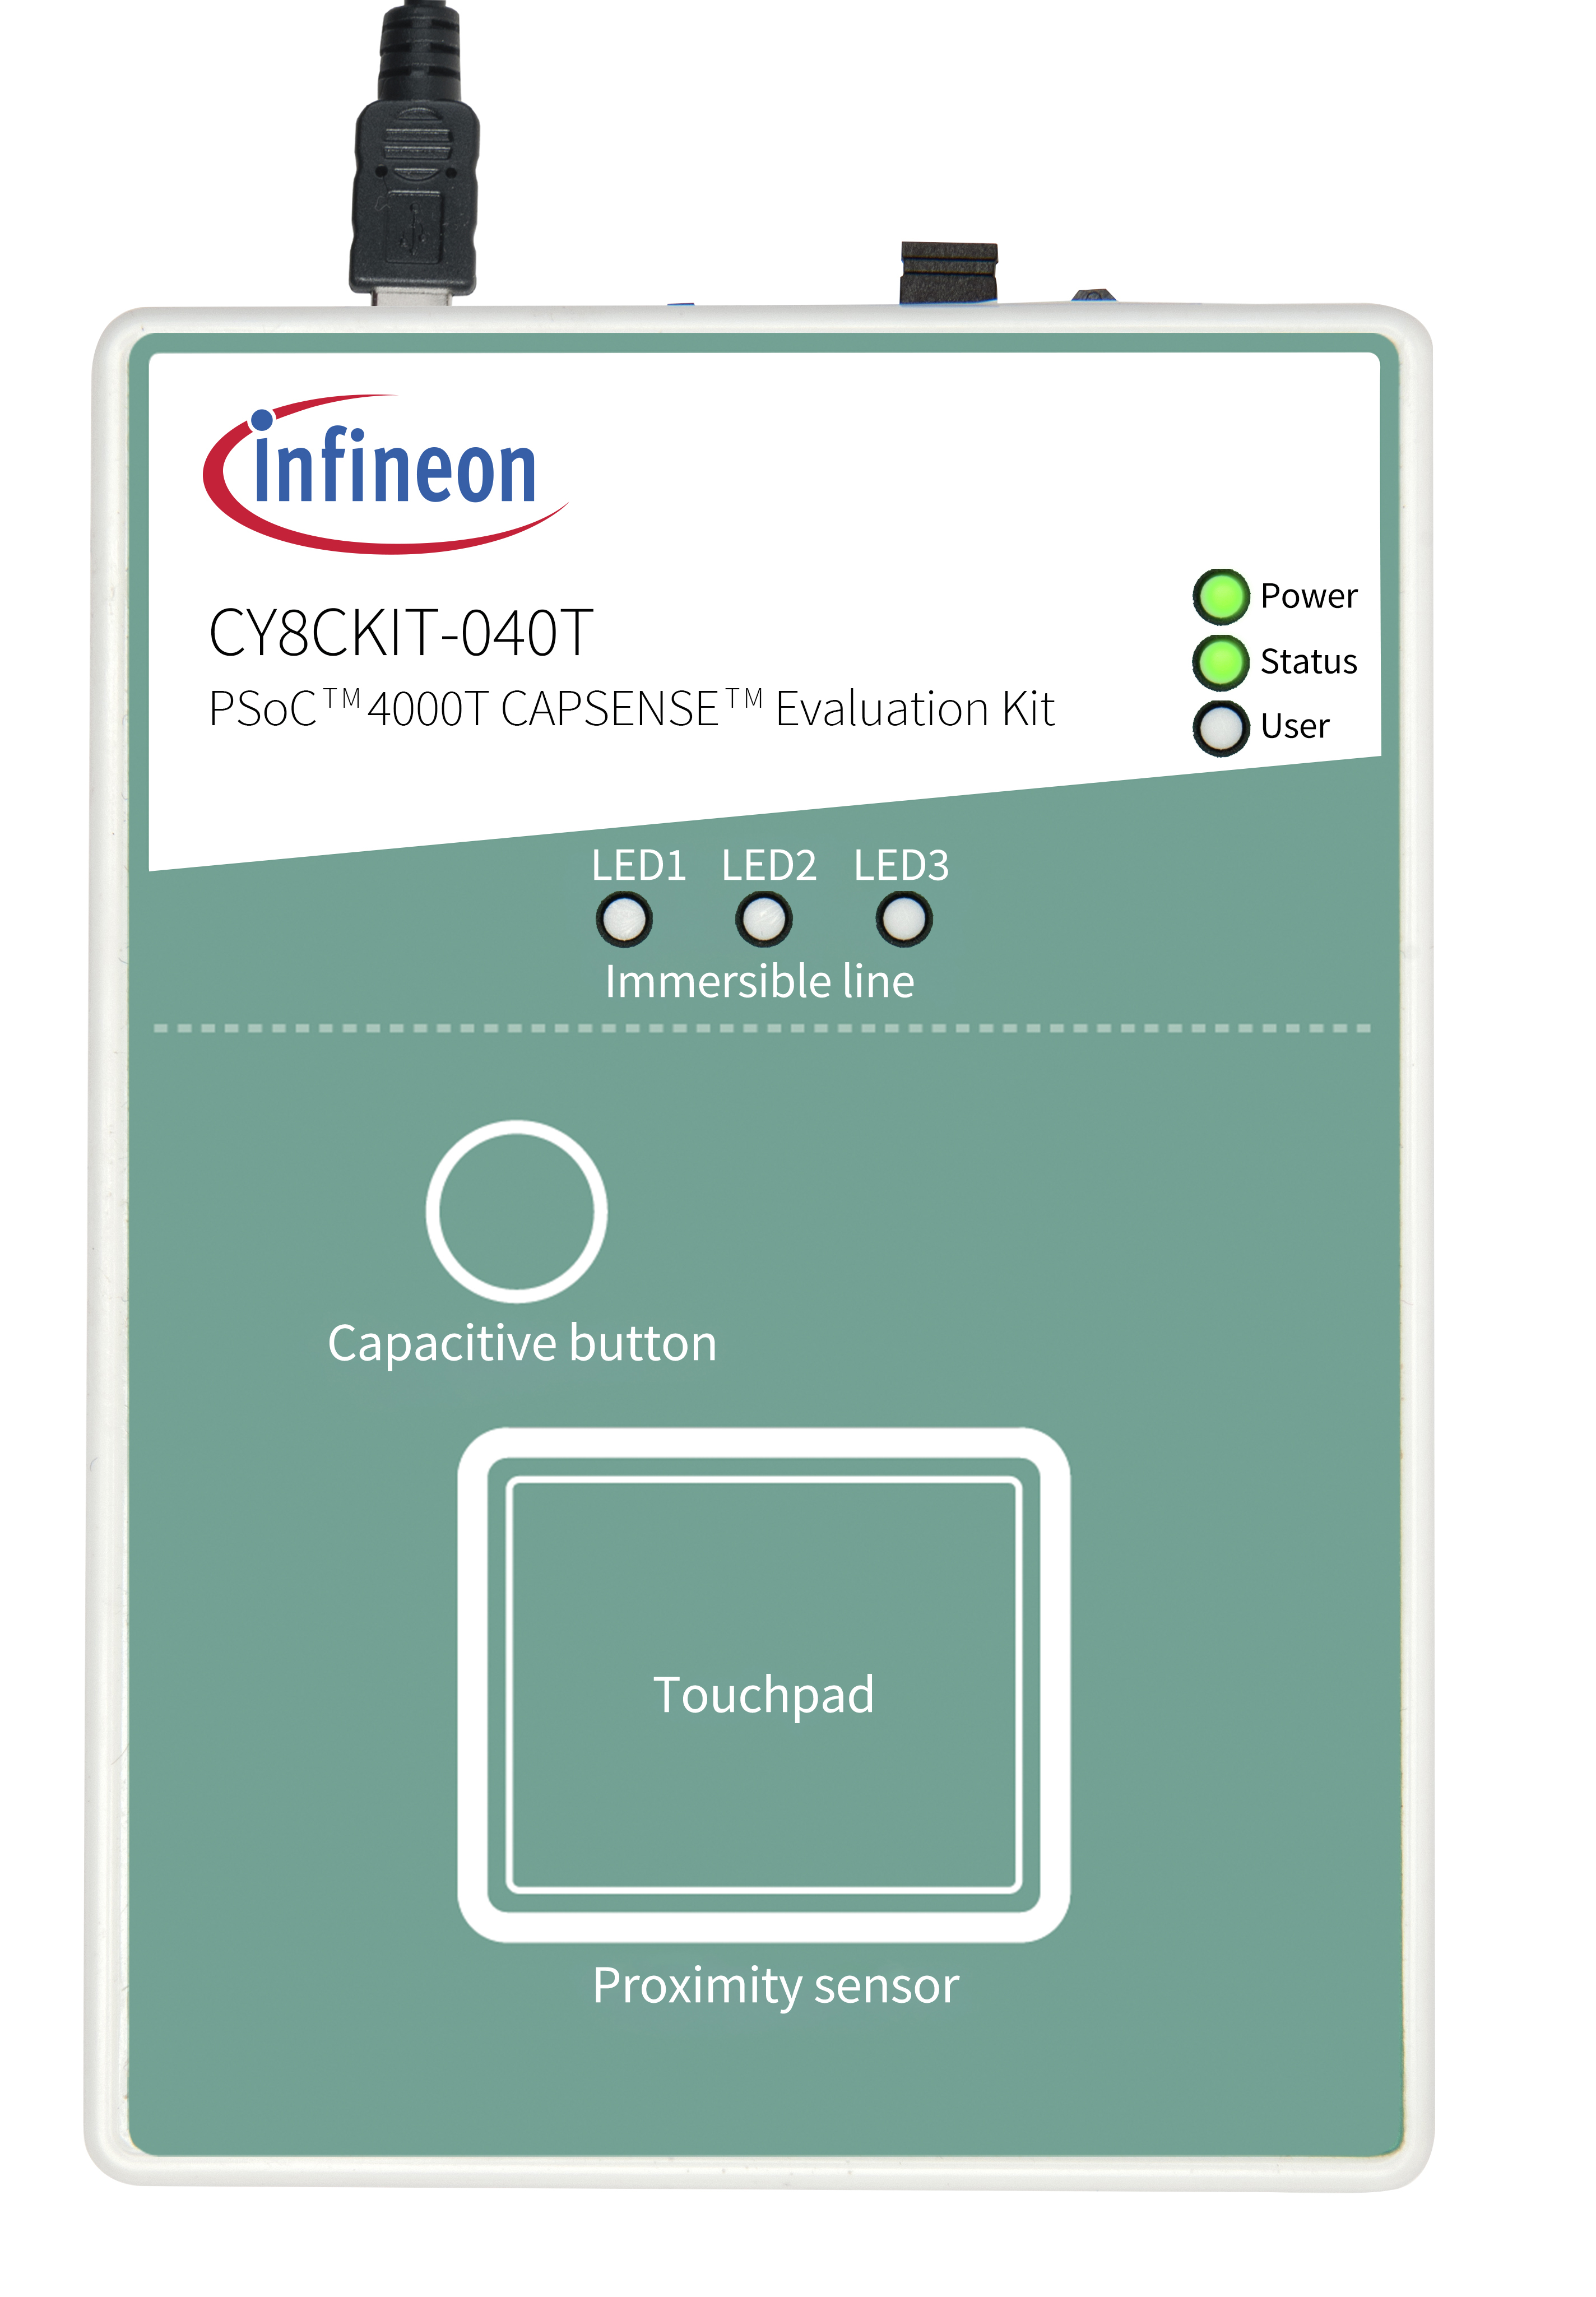 infineon
CY8CKIT-040T
PSoC™ 4000T CAPSENSE™ Evaluation Kit
Power
Status
User
LED1 LED2 LED3
Immersible line
Capacitive button
Touchpad
Proximity sensor